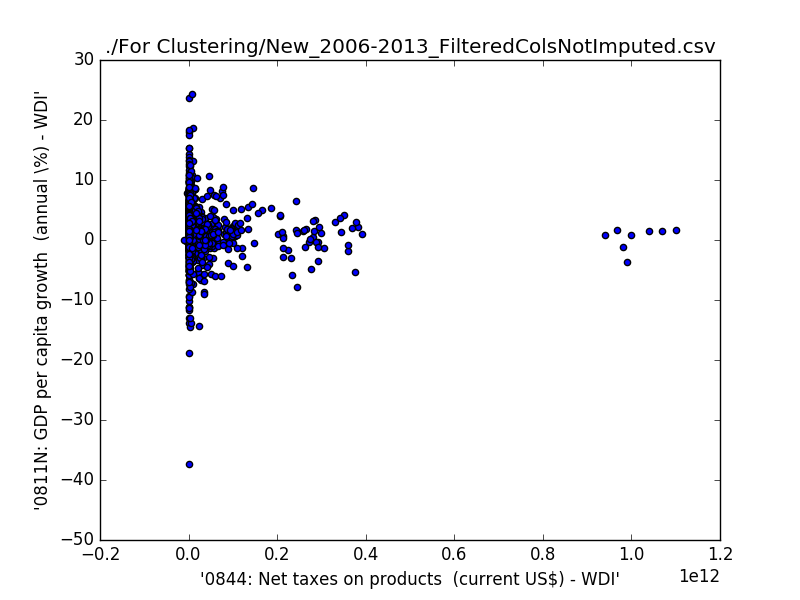 ./For Clustering/New_2006-2013_FilteredColsNotImputed.csv
30
20
10
0
−10
−20
−30
−40
−50
'0811N: GDP per capita growth  (annual \%) - WDI'
−0.2 0.0 0.2 0.4 0.6 0.8 1.0 1.2
1e12
'0844: Net taxes on products  (current US$) - WDI'